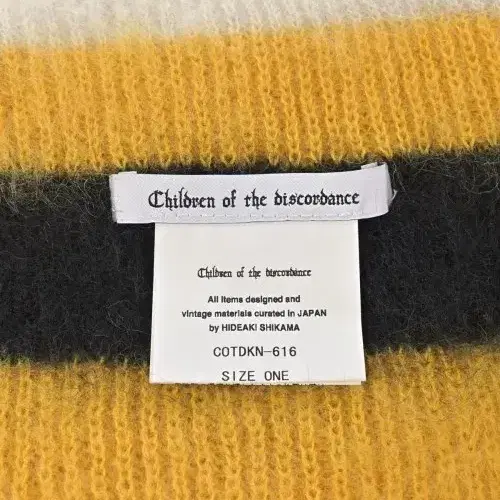 Children of the discordance
Children of the discordance
All items designed and
vintage materials curated in JAPAN
by HIDEAKI SHIKAMA
COTDKN-616
SIZE ONE